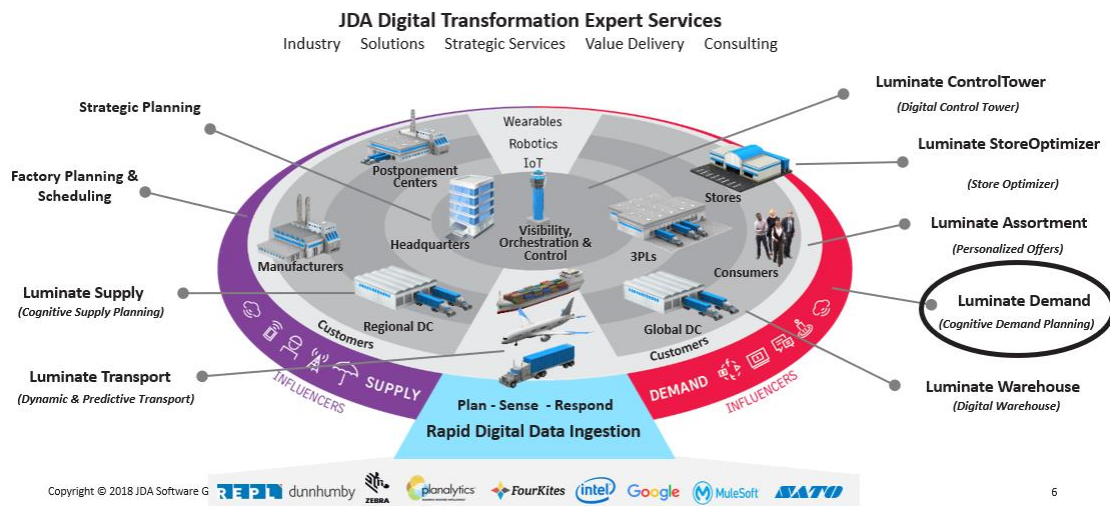 JDA Digital Transformation Expert Services
Industry Solutions Strategic Services Value Delivery Consulting
Strategic Planning
Factory Planning &
Scheduling
Luminate Supply
(Cognitive Supply Planning)
Luminate Transport
(Dynamic & Predictive Transport)
Wearables
Robotics
IoT
Postponement
Centers
Headquarters
Visibility,
Orchestration &
Control
Manufacturers
Regional DC
Customers
3PLs
Stores
Consumers
Global DC
Customers
INFLUENCERS
SUPPLY
DEMAND
INFLUENCERS
Plan - Sense - Respond
Rapid Digital Data Ingestion
Luminate ControlTower
(Digital Control Tower)
Luminate StoreOptimizer
(Store Optimizer)
Luminate Assortment
(Personalized Offers)
Luminate Demand
(Cognitive Demand Planning)
Luminate Warehouse
(Digital Warehouse)
Copyright © 2018 JDA Software G
REPL dunnhumby ZEBRA planalytics FourKites intel Google MuleSoft SATO
6